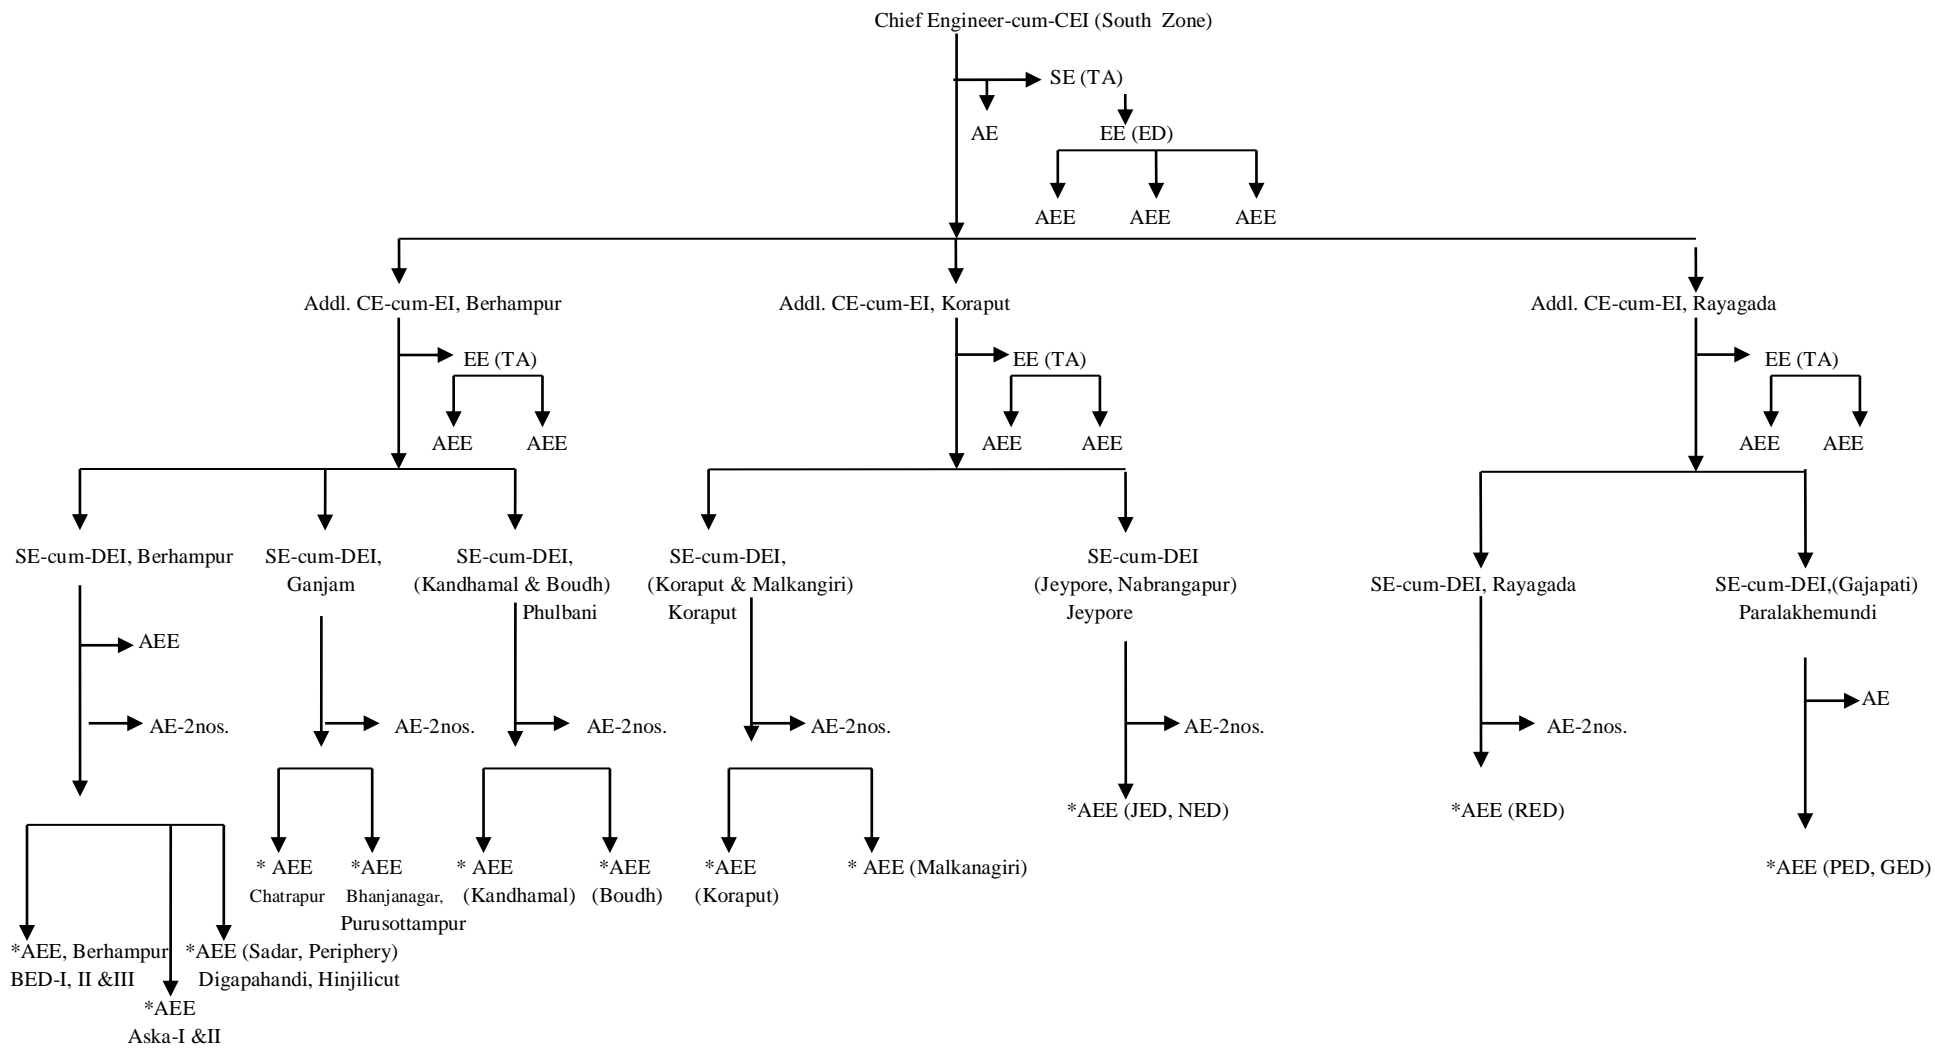 Chief Engineer-cum-CEI (South Zone)
SE (TA)
AE
EE (ED)
AEE
AEE
AEE
Addl. CE-cum-EI, Berhampur
Addl. CE-cum-EI, Koraput
Addl. CE-cum-EI, Rayagada
EE (TA)
EE (TA)
EE (TA)
AEE
AEE
AEE
AEE
AEE
AEE
SE-cum-DEI, Berhampur
SE-cum-DEI,
Ganjam
SE-cum-DEI,
(Kandhamal & Boudh)
Phulbani
SE-cum-DEI,
(Koraput & Malkangiri)
Koraput
SE-cum-DEI
(Jeypore, Nabrangapur)
Jeypore
SE-cum-DEI, Rayagada
SE-cum-DEI,(Gajapati)
Paralakhemundi
AEE
AE
AE-2nos.
AE-2nos.
AE-2nos.
AE-2nos.
AE-2nos.
AE-2nos.
*AEE (JED, NED)
*AEE (RED)
* AEE
Chatrapur
*AEE
Bhanjanagar,
Purusottampur
* AEE
(Kandhamal)
*AEE
(Boudh)
*AEE
(Koraput)
* AEE (Malkanagiri)
*AEE (PED, GED)
*AEE, Berhampur
BED-I, II &III
*AEE (Sadar, Periphery)
Digapahandi, Hinjilicut
*AEE
Aska-I &II